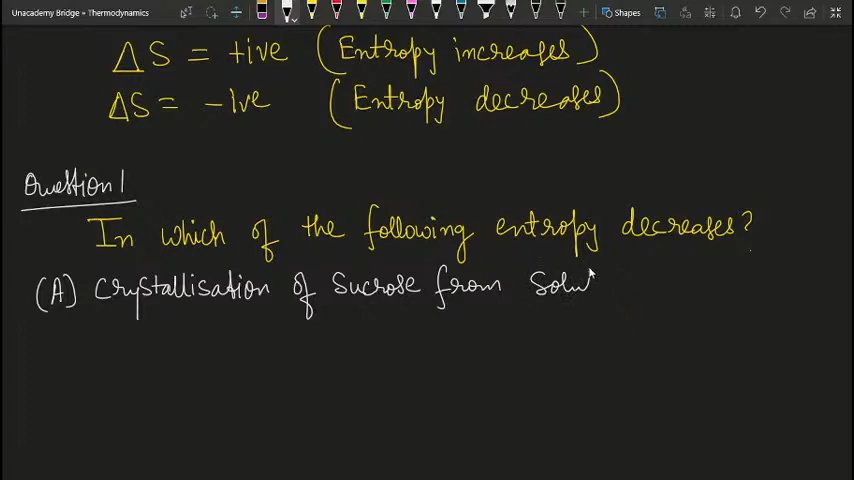 Unacademy Bridge + Thermodynamics
Shapes
ΔS = +ive (Entropy increases)
ΔS = -ive (Entropy decreases)
Question 1
In which of the following entropy decreases?
(A) Crystallisation of Sucrose from Solut